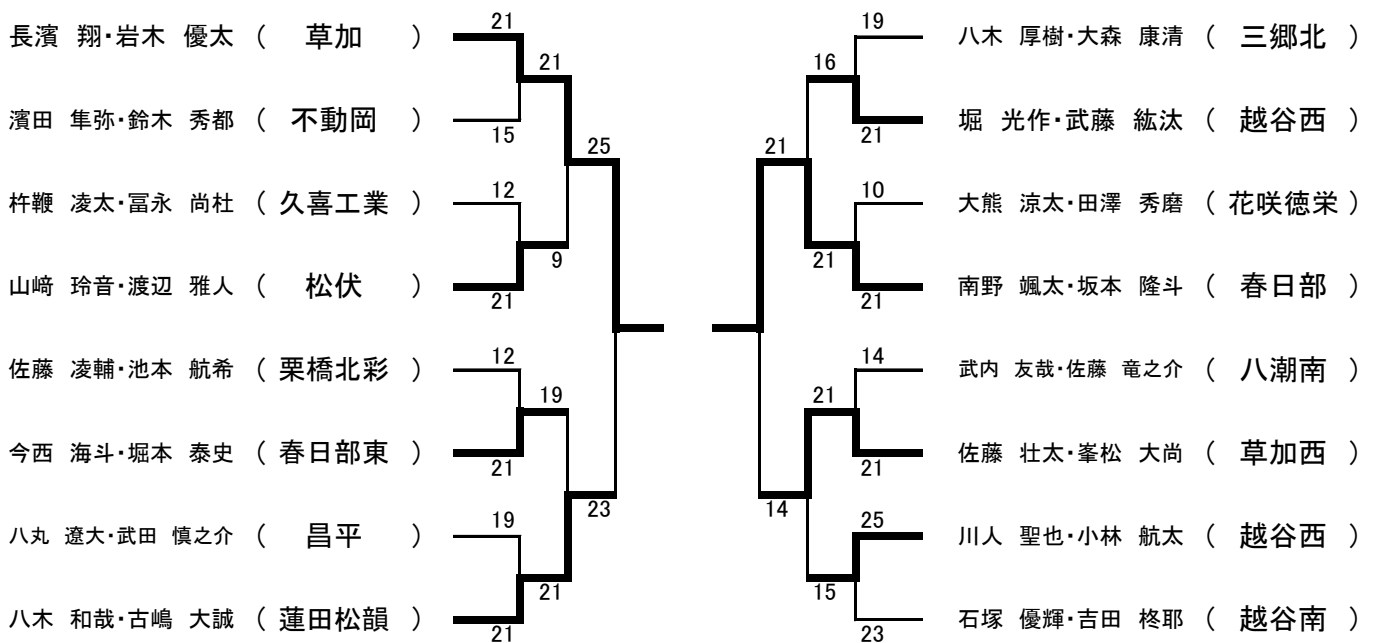 21
長濱 翔・岩木 優太 ( 草加 )
21
濱田 隼弥・鈴木 秀都 ( 不動岡 )
15
25
杵鞭 凌太・冨永 尚杜 ( 久喜工業 )
12
9
山﨑 玲音・渡辺 雅人 ( 松伏 )
21
佐藤 凌輔・池本 航希 ( 栗橋北彩 )
12
19
今西 海斗・堀本 泰史 ( 春日部東 )
21
23
八丸 遼大・武田 慎之介 ( 昌平 )
19
21
八木 和哉・古嶋 大誠 ( 蓮田松韻 )
21
19
八木 厚樹・大森 康清 ( 三郷北 )
16
堀 光作・武藤 紘汰 ( 越谷西 )
21
21
10
大熊 涼太・田澤 秀磨 ( 花咲徳栄 )
21
南野 颯太・坂本 隆斗 ( 春日部 )
21
14
武内 友哉・佐藤 竜之介 ( 八潮南 )
21
佐藤 壮太・峯松 大尚 ( 草加西 )
21
14
25
川人 聖也・小林 航太 ( 越谷西 )
15
石塚 優輝・吉田 柊耶 ( 越谷南 )
23